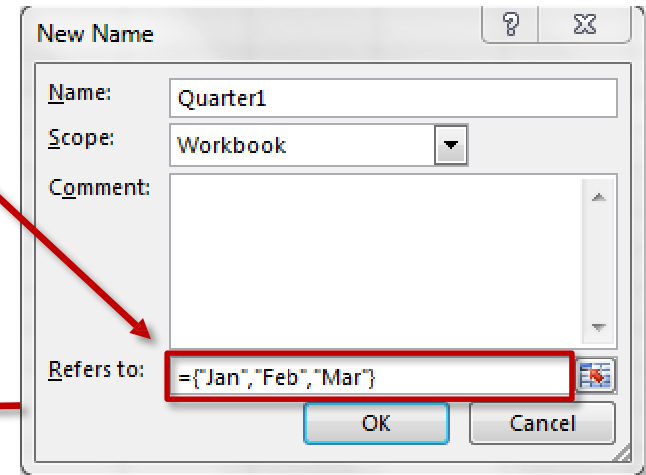 New Name
Name: Quarter1
Scope: Workbook
Comment:
Refers to: ={"Jan","Feb","Mar"}
OK Cancel